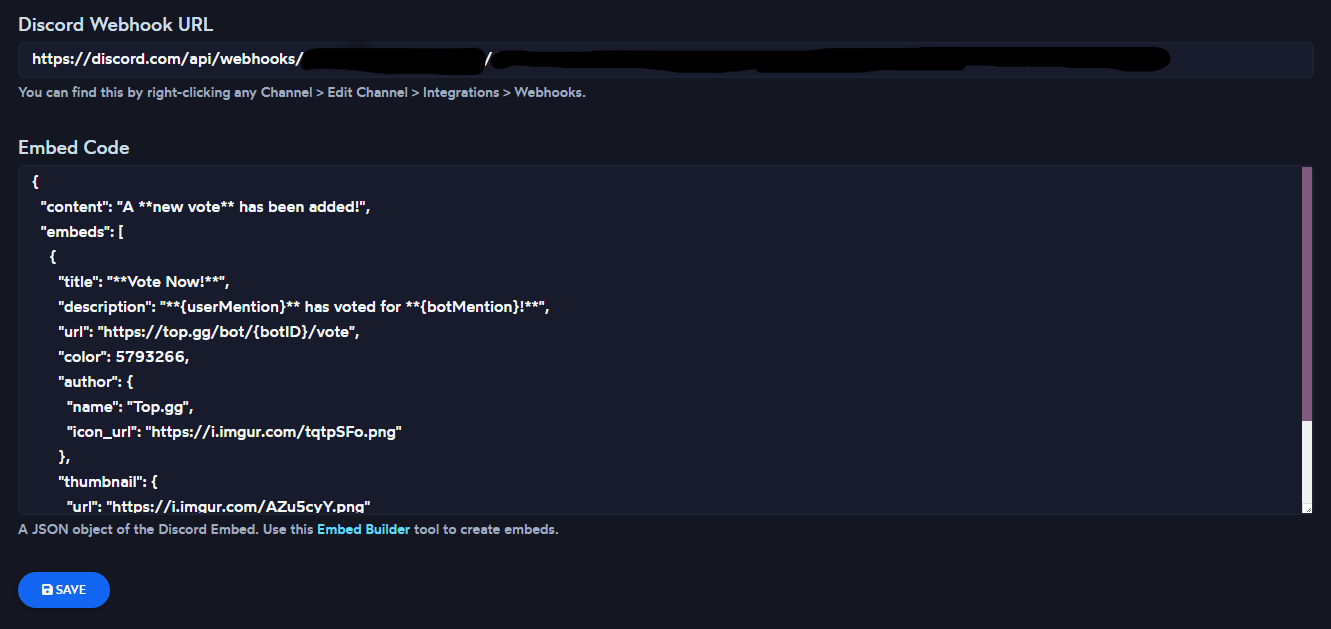 Discord Webhook URL
https://discord.com/api/webhooks/ /
You can find this by right-clicking any Channel > Edit Channel > Integrations > Webhooks.
Embed Code
{
"content": "A **new vote** has been added!",
"embeds": [
{
"title": "**Vote Now!**",
"description": "**{userMention}** has voted for **{botMention}!**",
"url": "https://top.gg/bot/{botID}/vote",
"color": 5793266,
"author": {
"name": "Top.gg",
"icon_url": "https://i.imgur.com/tqtpSFo.png"
},
"thumbnail": {
"url": "https://i.imgur.com/AZu5cyY.png"
A JSON object of the Discord Embed. Use this Embed Builder tool to create embeds.
SAVE